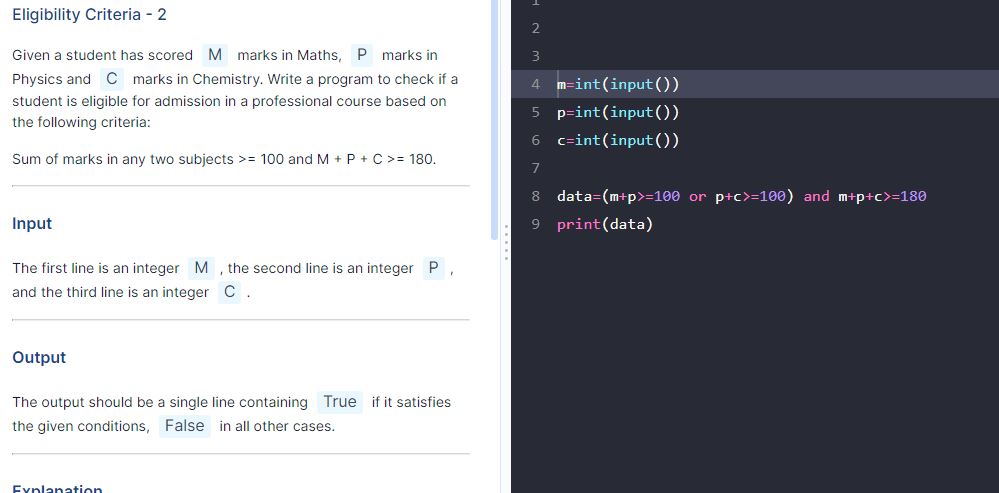 Eligibility Criteria - 2
Given a student has scored M marks in Maths, P marks in
Physics and C marks in Chemistry. Write a program to check if a
student is eligible for admission in a professional course based on
the following criteria:
Sum of marks in any two subjects >= 100 and M + P + C >= 180.
Input
The first line is an integer M , the second line is an integer P ,
and the third line is an integer C .
Output
The output should be a single line containing True if it satisfies
the given conditions, False in all other cases.
Explanation
1
2
3
4 m=int(input())
5 p=int(input())
6 c=int(input())
7
8 data=(m+p>=100 or p+c>=100) and m+p+c>=180
9 print(data)